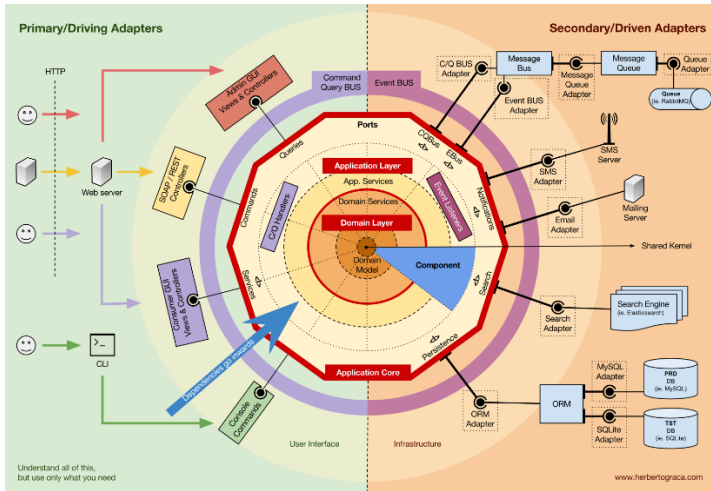 Primary/Driving Adapters
Secondary/Driven Adapters
HTTP
Web server
CLI
Admin GUI
Views & Controllers
SOAP / REST
Controllers
Consumer GUI
Views & Controllers
Console
Commands
Command
Query BUS
Event BUS
Ports
Queries
Commands
Services
CQBus
EBus
Notifications
Search
Persistence
Application Layer
App. Services
Domain Services
Domain Layer
Domain
Model
C/Q Handlers
Event Listeners
Component
Application Core
Dependencies go inwards
User Interface
Infrastructure
C/Q BUS
Adapter
Message
Bus
Message
Queue
Adapter
Message
Queue
Queue
Adapter
Queue
(ie. RabbitMQ)
Event BUS
Adapter
SMS
Adapter
SMS
Server
Email
Adapter
Mailing
Server
Shared Kernel
Search
Adapter
Search Engine
(ie. Elasticsearch)
ORM
Adapter
ORM
MySQL
Adapter
PRD
DB
(ie. MySQL)
SQLite
Adapter
TST
DB
(ie. SQLite)
Understand all of this,
but use only what you need
www.herbertograca.com